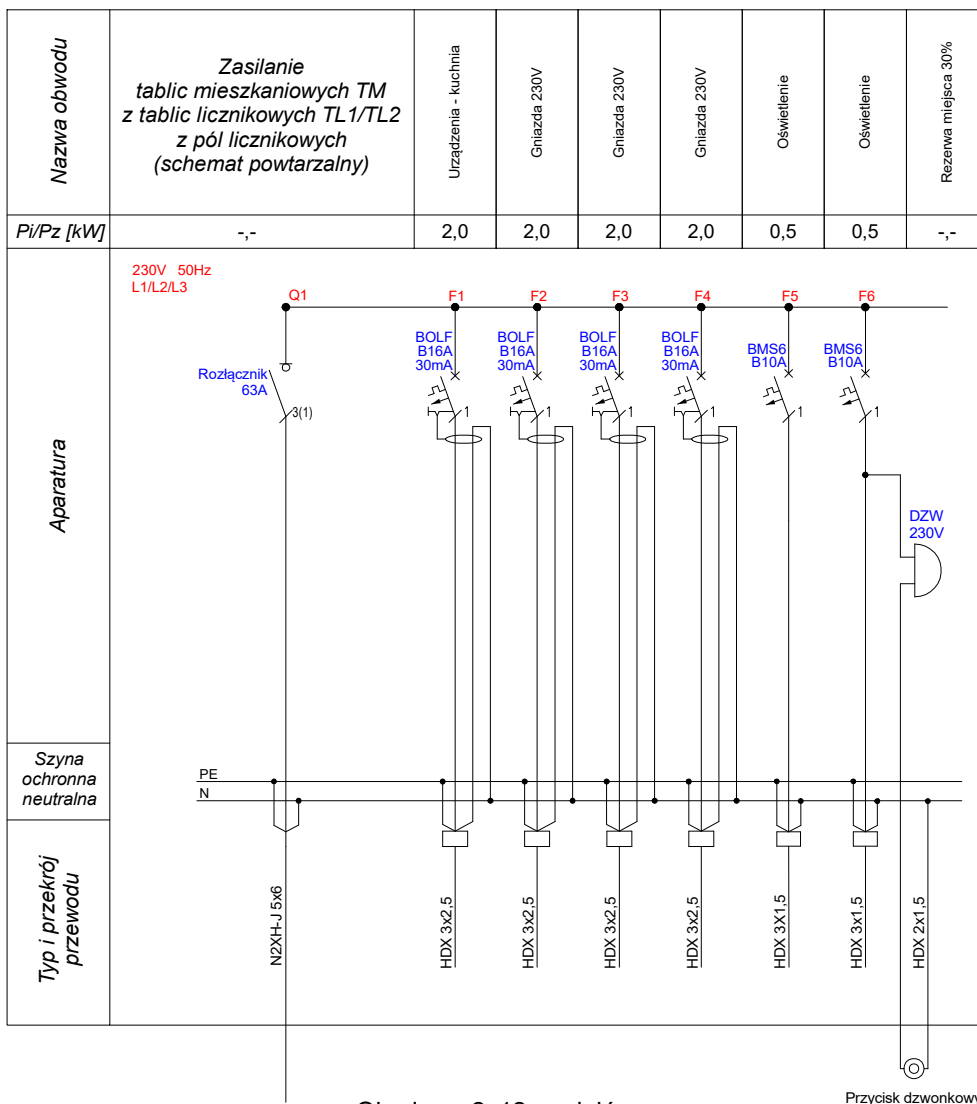 Nazwa obwodu
Zasilanie
tablic mieszkaniowych TM
z tablic licznikowych TL1/TL2
z pól licznikowych
(schemat powtarzalny)
Urządzenia - kuchnia
Gniazda 230V
Gniazda 230V
Gniazda 230V
Oświetlenie
Oświetlenie
Rezerwa miejsca 30%
Pi/Pz [kW]
-,-
2,0
2,0
2,0
2,0
0,5
0,5
-,-
Aparatura
230V 50Hz
L1/L2/L3
Q1
F1
F2
F3
F4
F5
F6
Rozłącznik
63A
3(1)
BOLF
B16A
30mA
1
BOLF
B16A
30mA
1
BOLF
B16A
30mA
1
BOLF
B16A
30mA
1
BMS6
B10A
1
BMS6
B10A
1
DZW
230V
Szyna
ochronna
neutralna
PE
N
Typ i przekrój
przewodu
N2XH-J 5x6
HDX 3x2,5
HDX 3x2,5
HDX 3x2,5
HDX 3x2,5
HDX 3X1,5
HDX 3x1,5
HDX 2x1,5